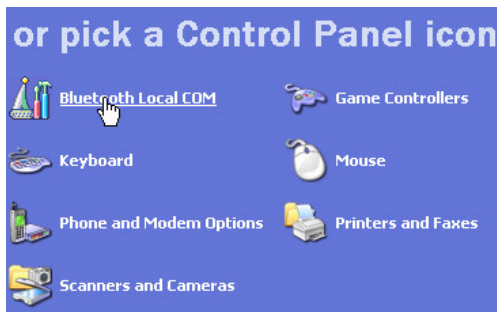 or pick a Control Panel icon
Bluetooth Local COM
Game Controllers
Keyboard
Mouse
Phone and Modem Options
Printers and Faxes
Scanners and Cameras